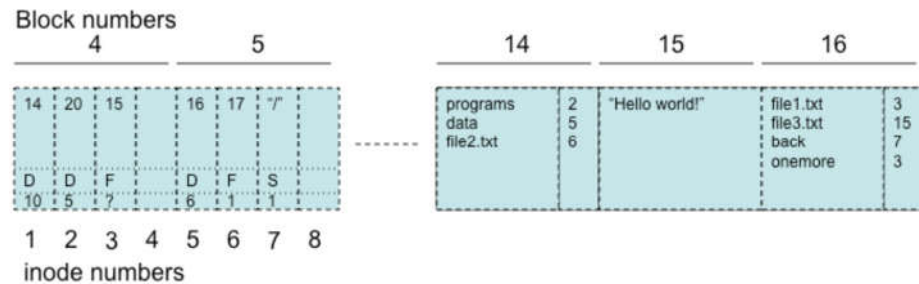 Block numbers
4 5 14 15 16
14 20 15 16 17 "/" programs 2 "Hello world!" file1.txt 3
data 5 file3.txt 15
file2.txt 6 back 7
onemore 3
D D F D F S
10 5 ? 6 1 1
1 2 3 4 5 6 7 8
inode numbers